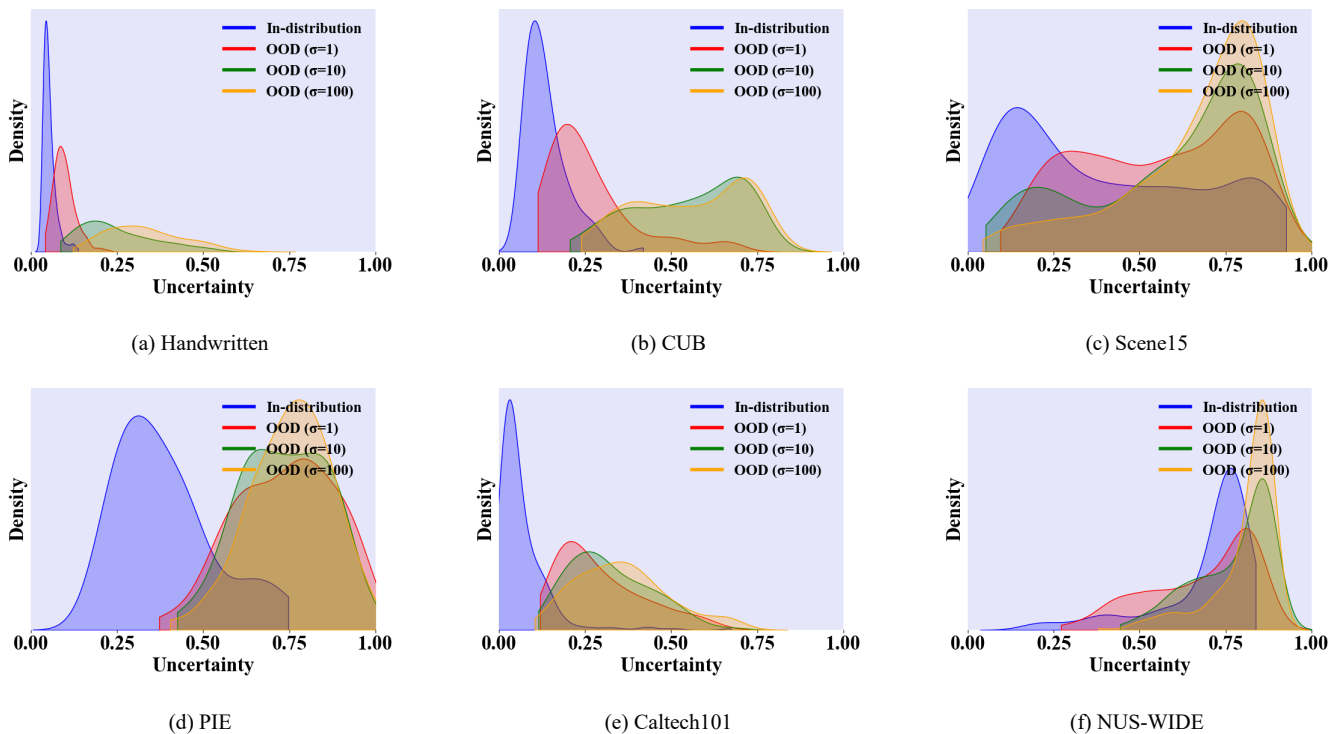 In-distribution
OOD (σ=1)
OOD (σ=10)
OOD (σ=100)
Density
0.00 0.25 0.50 0.75 1.00
Uncertainty
(a) Handwritten
In-distribution
OOD (σ=1)
OOD (σ=10)
OOD (σ=100)
Density
0.00 0.25 0.50 0.75 1.00
Uncertainty
(b) CUB
In-distribution
OOD (σ=1)
OOD (σ=10)
OOD (σ=100)
Density
0.00 0.25 0.50 0.75 1.00
Uncertainty
(c) Scene15
In-distribution
OOD (σ=1)
OOD (σ=10)
OOD (σ=100)
Density
0.00 0.25 0.50 0.75 1.00
Uncertainty
(d) PIE
In-distribution
OOD (σ=1)
OOD (σ=10)
OOD (σ=100)
Density
0.00 0.25 0.50 0.75 1.00
Uncertainty
(e) Caltech101
In-distribution
OOD (σ=1)
OOD (σ=10)
OOD (σ=100)
Density
0.00 0.25 0.50 0.75 1.00
Uncertainty
(f) NUS-WIDE